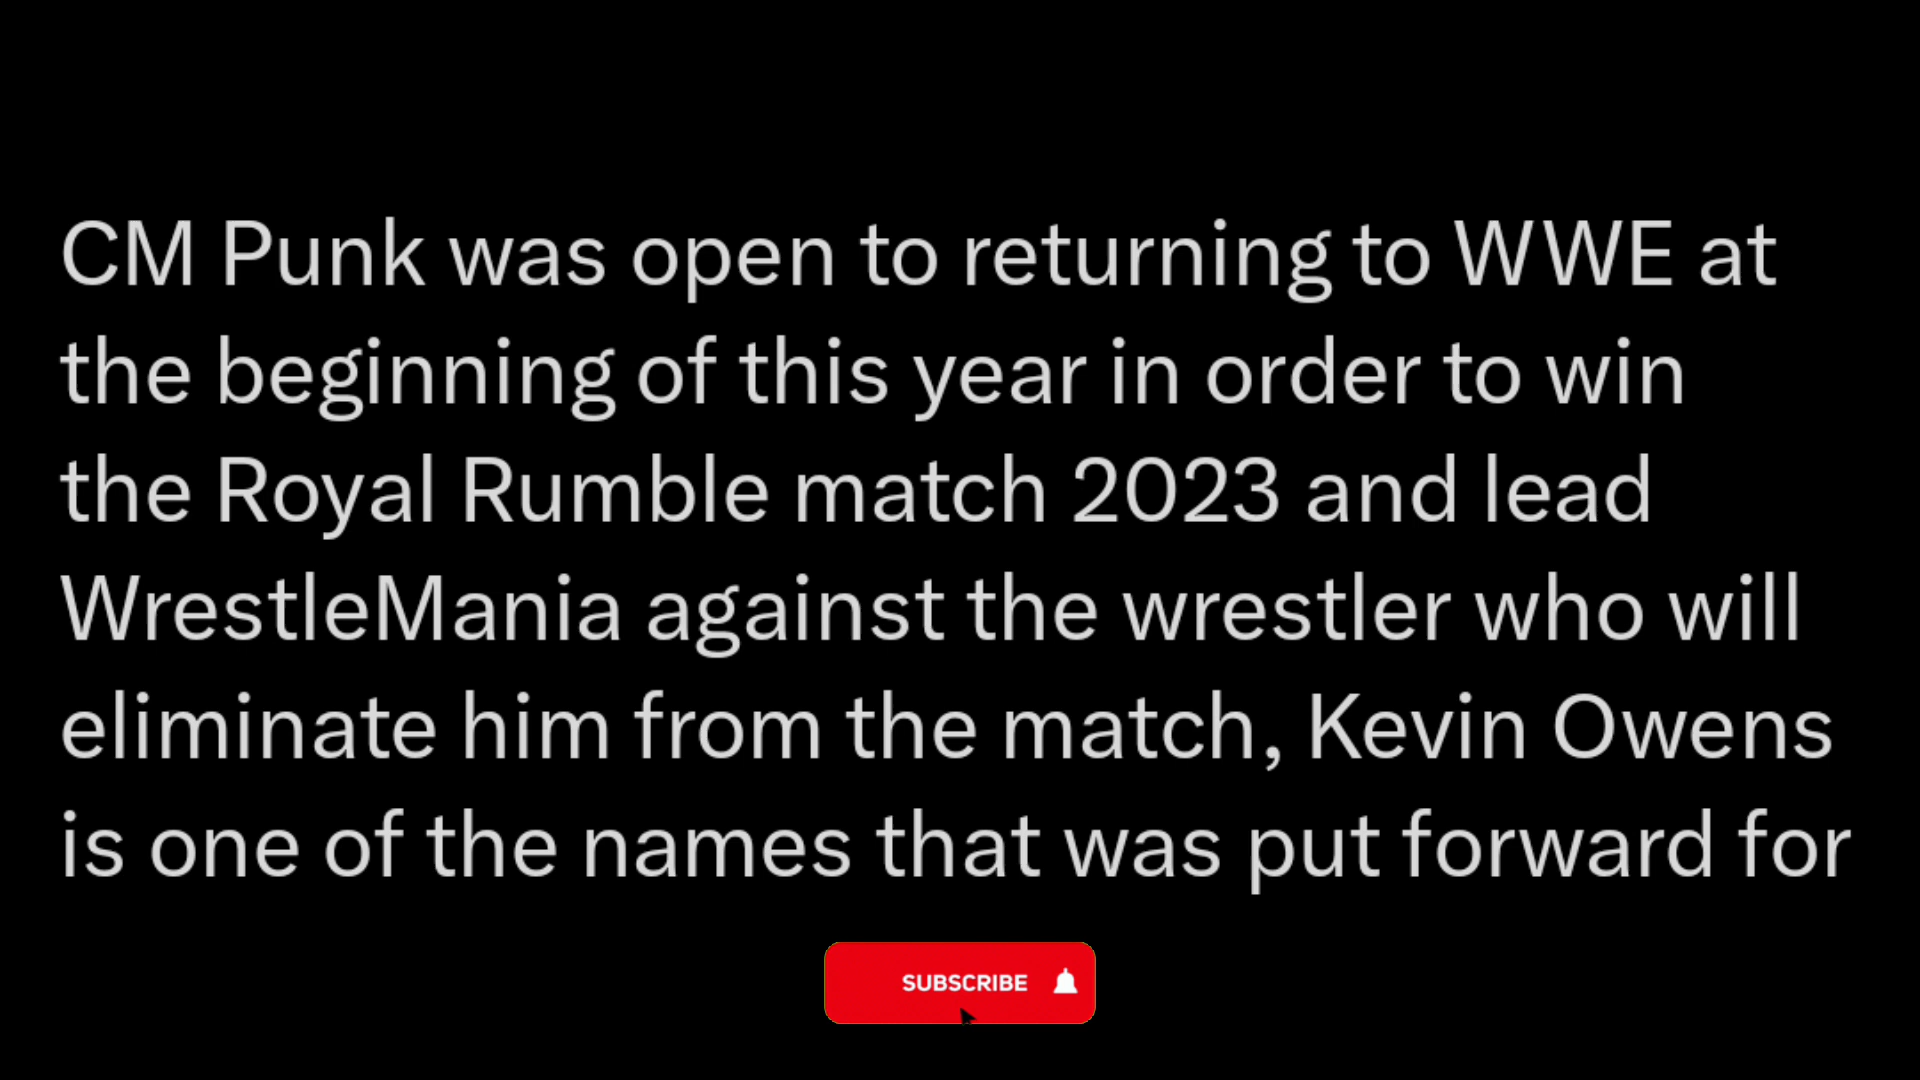 CM Punk was open to returning to WWE at
the beginning of this year in order to win
the Royal Rumble match 2023 and lead
WrestleMania against the wrestler who will
eliminate him from the match, Kevin Owens
is one of the names that was put forward for
SUBSCRIBE